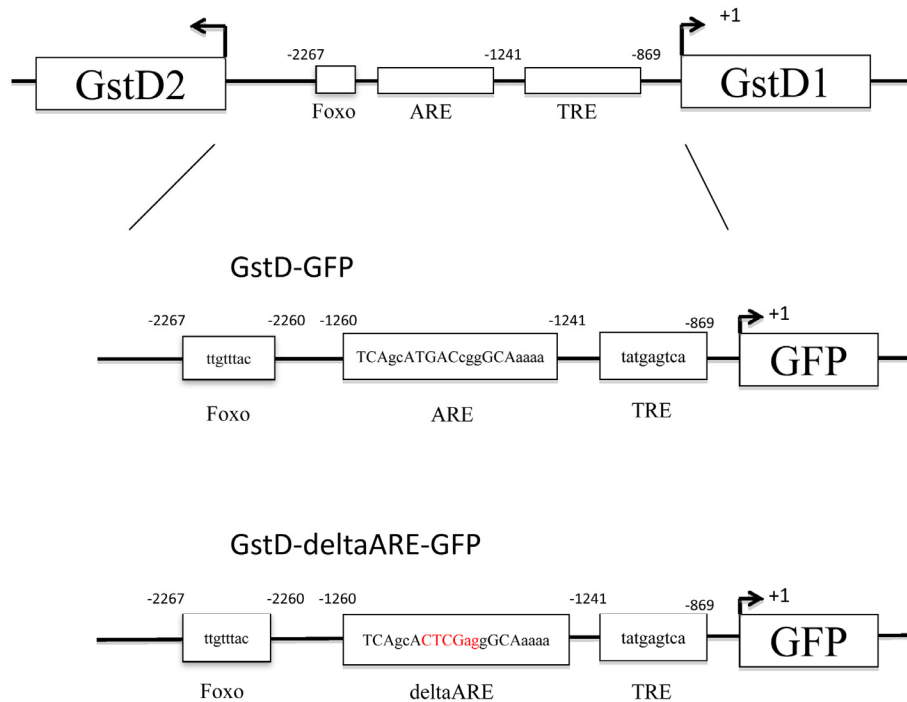 +1
-2267 -1241 -869
GstD2 GstD1
Foxo ARE TRE
GstD-GFP
-2267 -2260 -1260 -1241 -869 +1
ttgtttac TCAgcATGACcggGCAaaaa tatgagtca GFP
Foxo ARE TRE
GstD-deltaARE-GFP
-2267 -2260 -1260 -1241 -869 +1
ttgtttac TCAgcACTCGaggGCAaaaa tatgagtca GFP
Foxo deltaARE TRE